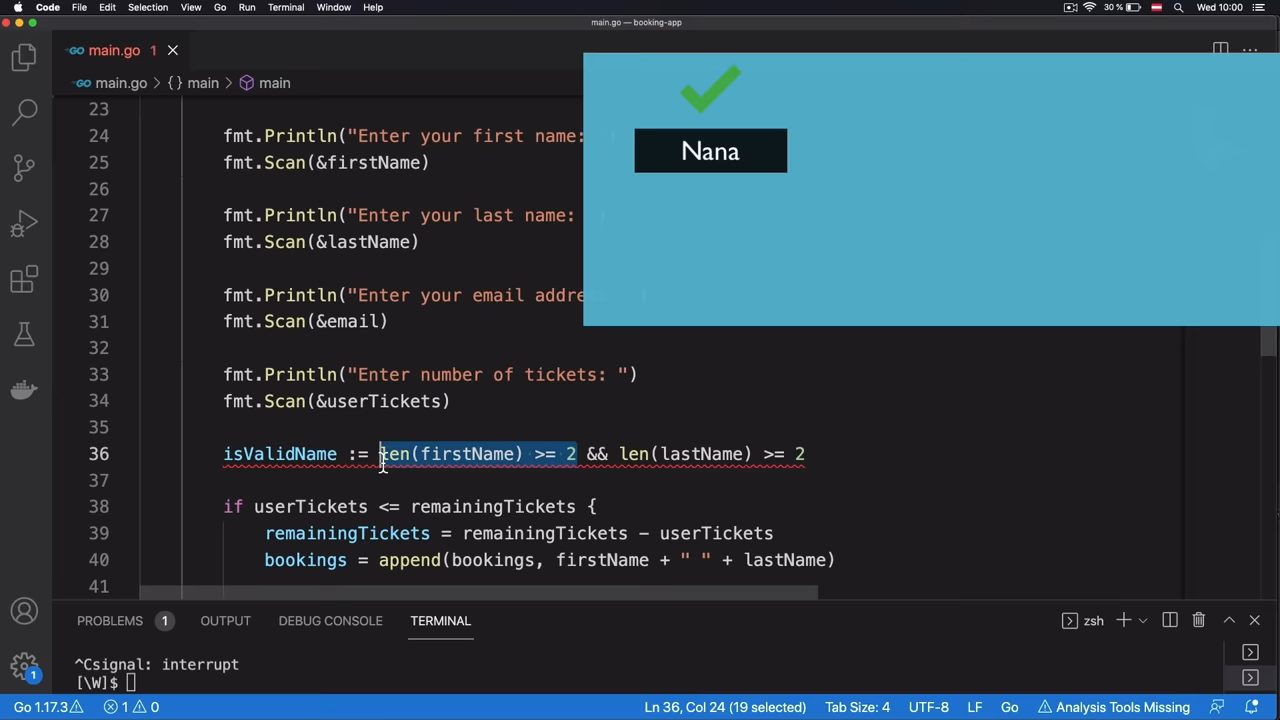 Code File Edit Selection View Go Run Terminal Window Help 30 % Wed 10:00
main.go — booking-app
main.go 1
main.go > {} main > main
23
24 fmt.Println("Enter your first name:
25 fmt.Scan(&firstName)
26
27 fmt.Println("Enter your last name:
28 fmt.Scan(&lastName)
29
30 fmt.Println("Enter your email addre
31 fmt.Scan(&email)
32
33 fmt.Println("Enter number of tickets: ")
34 fmt.Scan(&userTickets)
35
36 isValidName := len(firstName) >= 2 && len(lastName) >= 2
37
38 if userTickets <= remainingTickets {
39 remainingTickets = remainingTickets - userTickets
40 bookings = append(bookings, firstName + " " + lastName)
41
Nana
PROBLEMS 1 OUTPUT DEBUG CONSOLE TERMINAL zsh
^Csignal: interrupt
[\W]$
1
Go 1.17.3 1 0 Ln 36, Col 24 (19 selected) Tab Size: 4 UTF-8 LF Go Analysis Tools Missing